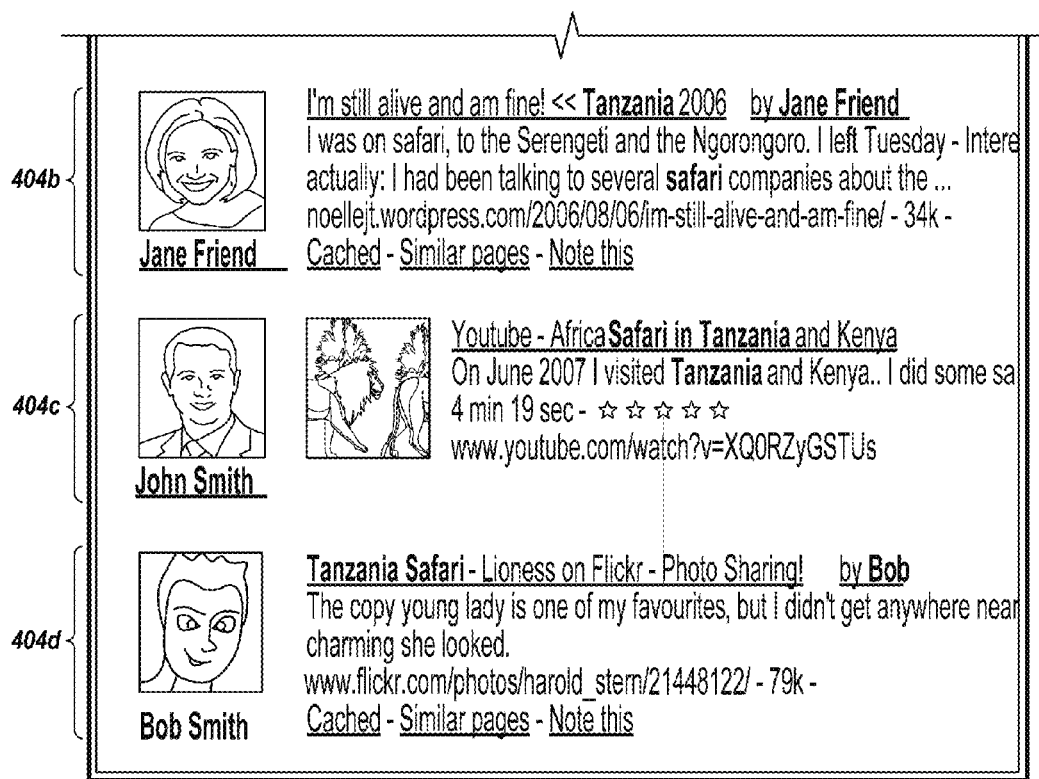 I'm still alive and am fine! << Tanzania 2006 by Jane Friend
I was on safari, to the Serengeti and the Ngorongoro. I left Tuesday - Intere
404b
actually: I had been talking to several safari companies about the ...
noellejt.wordpress.com/2006/08/06/im-still-alive-and-am-fine/ - 34k -
Jane Friend
Cached - Similar pages - Note this
Youtube - Africa Safari in Tanzania and Kenya
On June 2007 I visited Tanzania and Kenya.. I did some sa
404c
4 min 19 sec - ☆☆☆☆☆
www.youtube.com/watch?v=XQ0RZyGSTUs
John Smith
Tanzania Safari - Lioness on Flickr - Photo Sharing! by Bob
The copy young lady is one of my favourites, but I didn't get anywhere near
404d
charming she looked.
www.flickr.com/photos/harold_stern/21448122/ - 79k -
Bob Smith
Cached - Similar pages - Note this